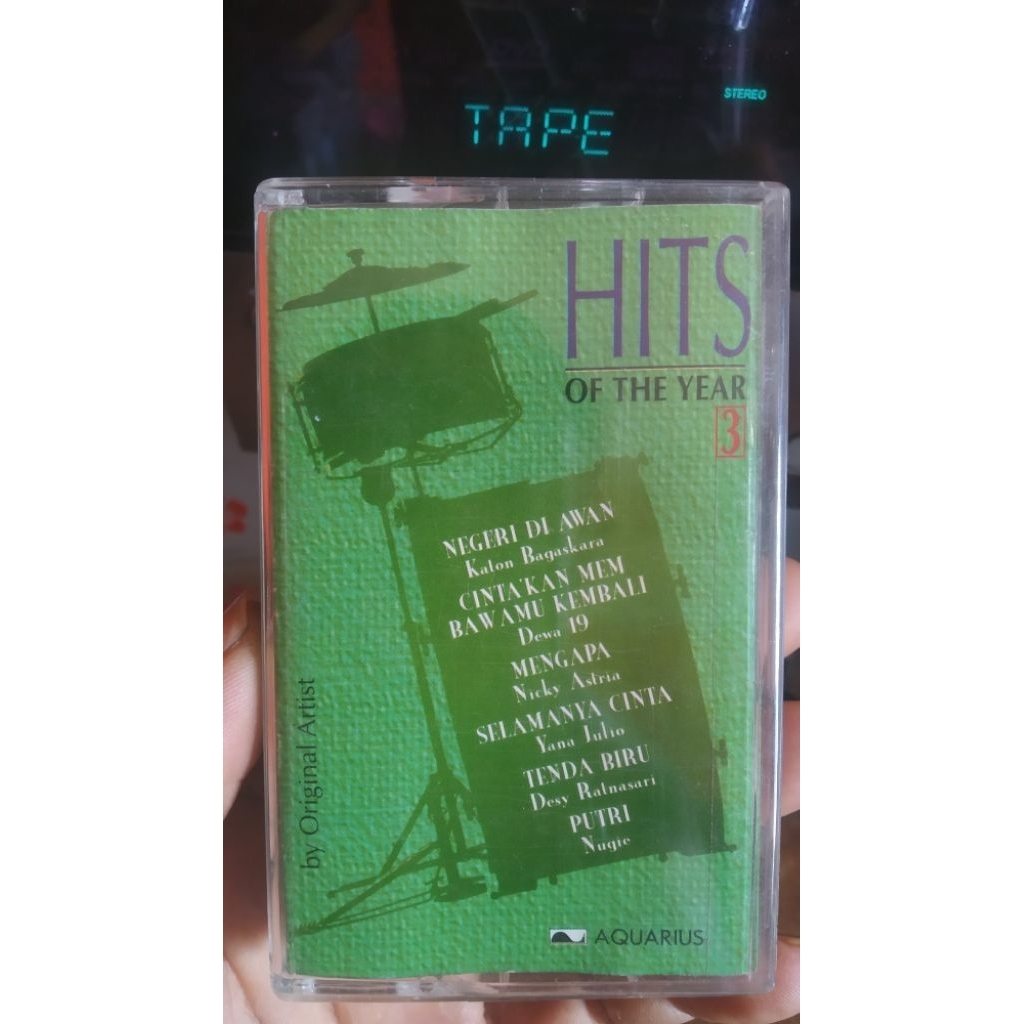 STEREO
TAPE
HITS
OF THE YEAR
3
NEGERI DI AWAN
Katon Bagaskara
CINTA'KAN MEM
BAWAMU KEMBALI
Dewa 19
MENGAPA
Nicky Astria
SELAMANYA CINTA
Yana Julio
TENDA BIRU
Desy Ratnasari
PUTRI
Nugie
by Original Artist
AQUARIUS